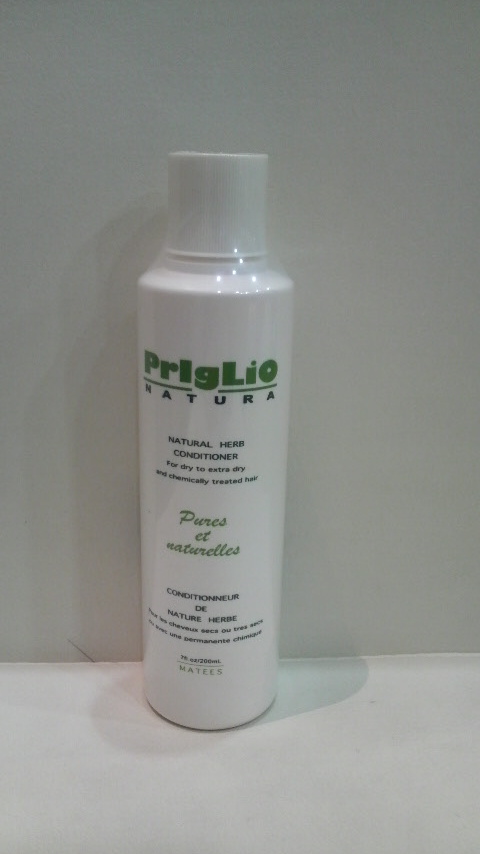 PrIgLiO
NATURA
NATURAL HERB
CONDITIONER
For dry to extra dry
and chemically treated hair
Pures
et
naturelles
CONDITIONNEUR
DE
NATURE HERBE
Pour les cheveux secs ou tres secs
ou avec une permanente chimique
7fl oz/200mL
MATEES